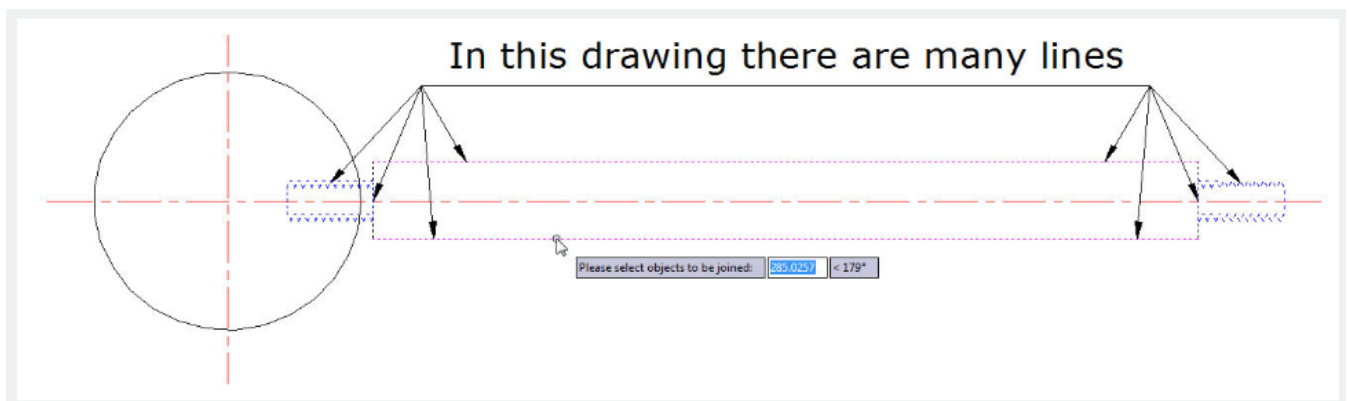 In this drawing there are many lines
Please select objects to be joined: 285.0257 < 179°